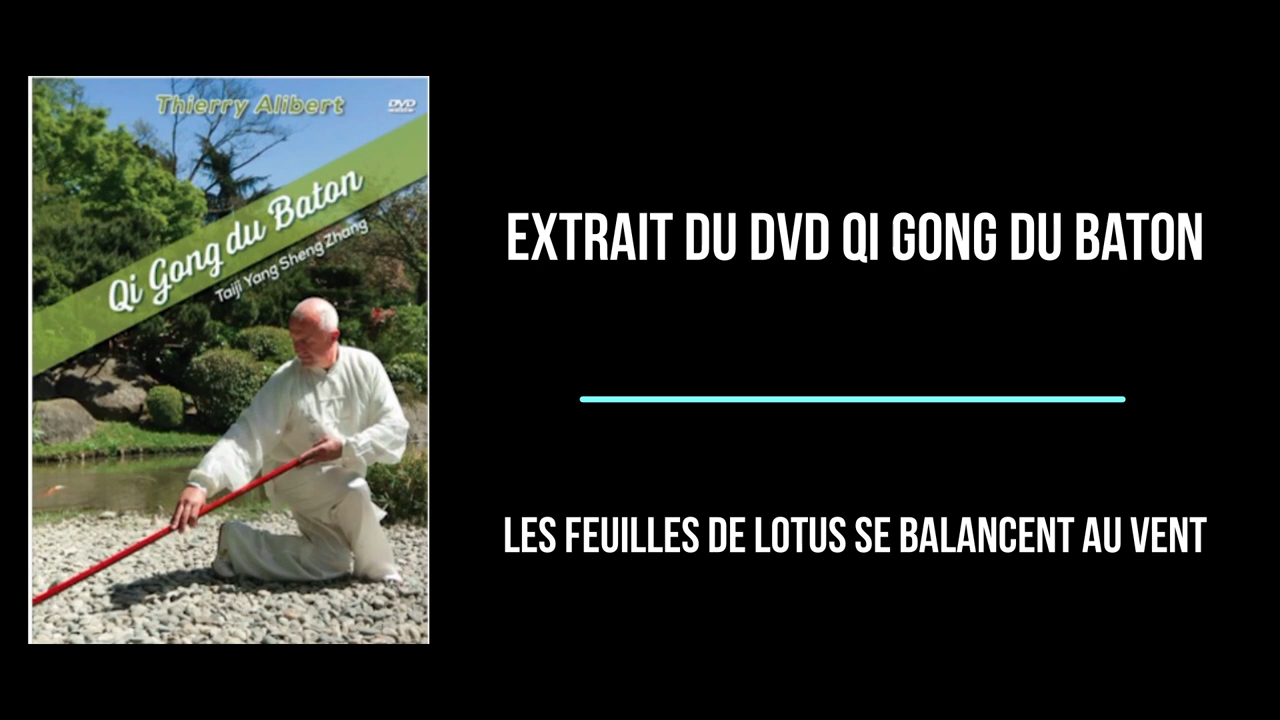 Thierry Alibert
DVD
Qi Gong du Baton
Taiji Yang Sheng Zhang
EXTRAIT DU DVD QI GONG DU BATON
LES FEUILLES DE LOTUS SE BALANCENT AU VENT